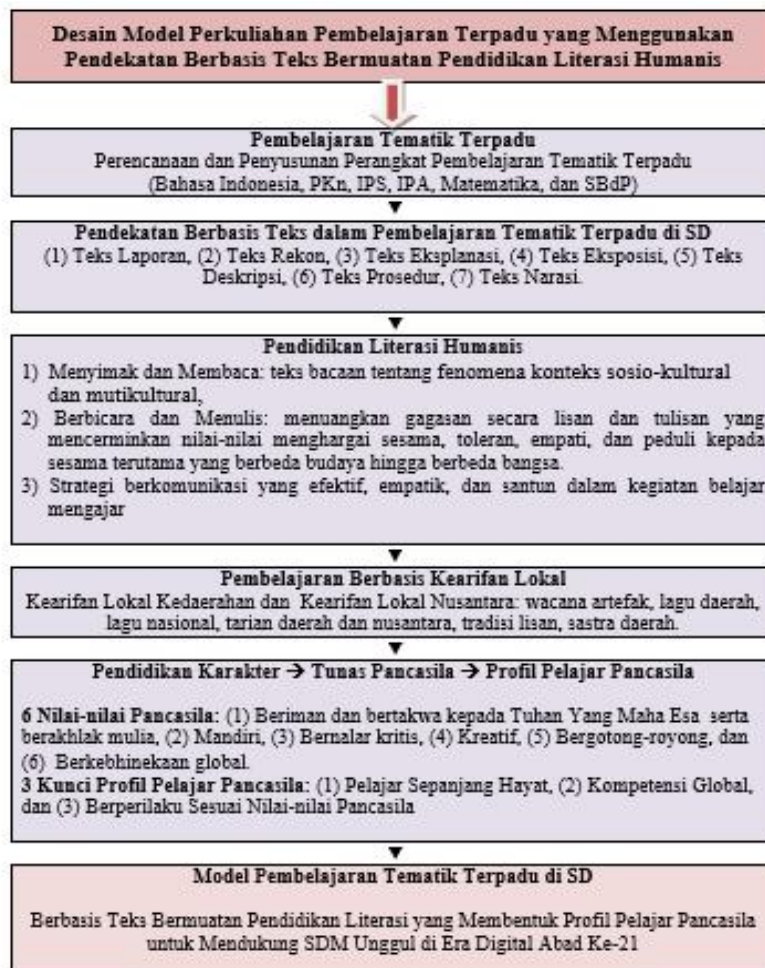 Desain Model Perkuliahan Pembelajaran Terpadu yang Menggunakan
Pendekatan Berbasis Teks Bermuatan Pendidikan Literasi Humanis
Pembelajaran Tematik Terpadu
Perencanaan dan Penyusunan Perangkat Pembelajaran Tematik Terpadu
(Bahasa Indonesia, PKn, IPS, IPA, Matematika, dan SBdP)
Pendekatan Berbasis Teks dalam Pembelajaran Tematik Terpadu di SD
(1) Teks Laporan, (2) Teks Rekon, (3) Teks Eksplanasi, (4) Teks Eksposisi, (5) Teks
Deskripsi, (6) Teks Prosedur, (7) Teks Narasi.
Pendidikan Literasi Humanis
1) Menyimak dan Membaca: teks bacaan tentang fenomena konteks sosio-kultural
dan mutikultural,
2) Berbicara dan Menulis: menuangkan gagasan secara lisan dan tulisan yang
mencerminkan nilai-nilai menghargai sesama, toleran, empati, dan peduli kepada
sesama terutama yang berbeda budaya hingga berbeda bangsa.
3) Strategi berkomunikasi yang efektif, empatik, dan santun dalam kegiatan belajar
mengajar
Pembelajaran Berbasis Kearifan Lokal
Kearifan Lokal Kedaerahan dan Kearifan Lokal Nusantara: wacana artefak, lagu daerah,
lagu nasional, tarian daerah dan nusantara, tradisi lisan, sastra daerah.
Pendidikan Karakter → Tunas Pancasila → Profil Pelajar Pancasila
6 Nilai-nilai Pancasila: (1) Beriman dan bertakwa kepada Tuhan Yang Maha Esa serta
berakhlak mulia, (2) Mandiri, (3) Bernalar kritis, (4) Kreatif, (5) Bergotong-royong, dan
(6) Berkebhinekaan global.
3 Kunci Profil Pelajar Pancasila: (1) Pelajar Sepanjang Hayat, (2) Kompetensi Global,
dan (3) Berperilaku Sesuai Nilai-nilai Pancasila
Model Pembelajaran Tematik Terpadu di SD
Berbasis Teks Bermuatan Pendidikan Literasi yang Membentuk Profil Pelajar Pancasila
untuk Mendukung SDM Unggul di Era Digital Abad Ke-21